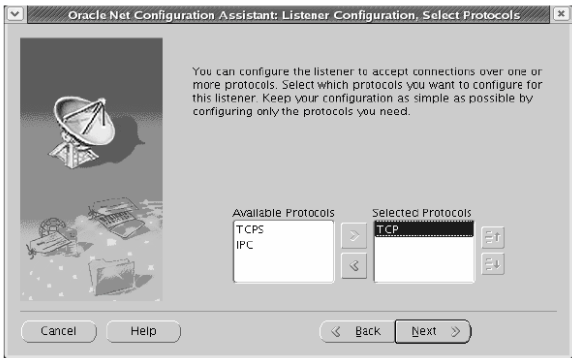 Oracle Net Configuration Assistant: Listener Configuration, Select Protocols
You can configure the listener to accept connections over one or
more protocols. Select which protocols you want to configure for
this listener. Keep your configuration as simple as possible by
configuring only the protocols you need.
Available Protocols
Selected Protocols
TCPS
TCP
IPC
Cancel
Help
Back
Next